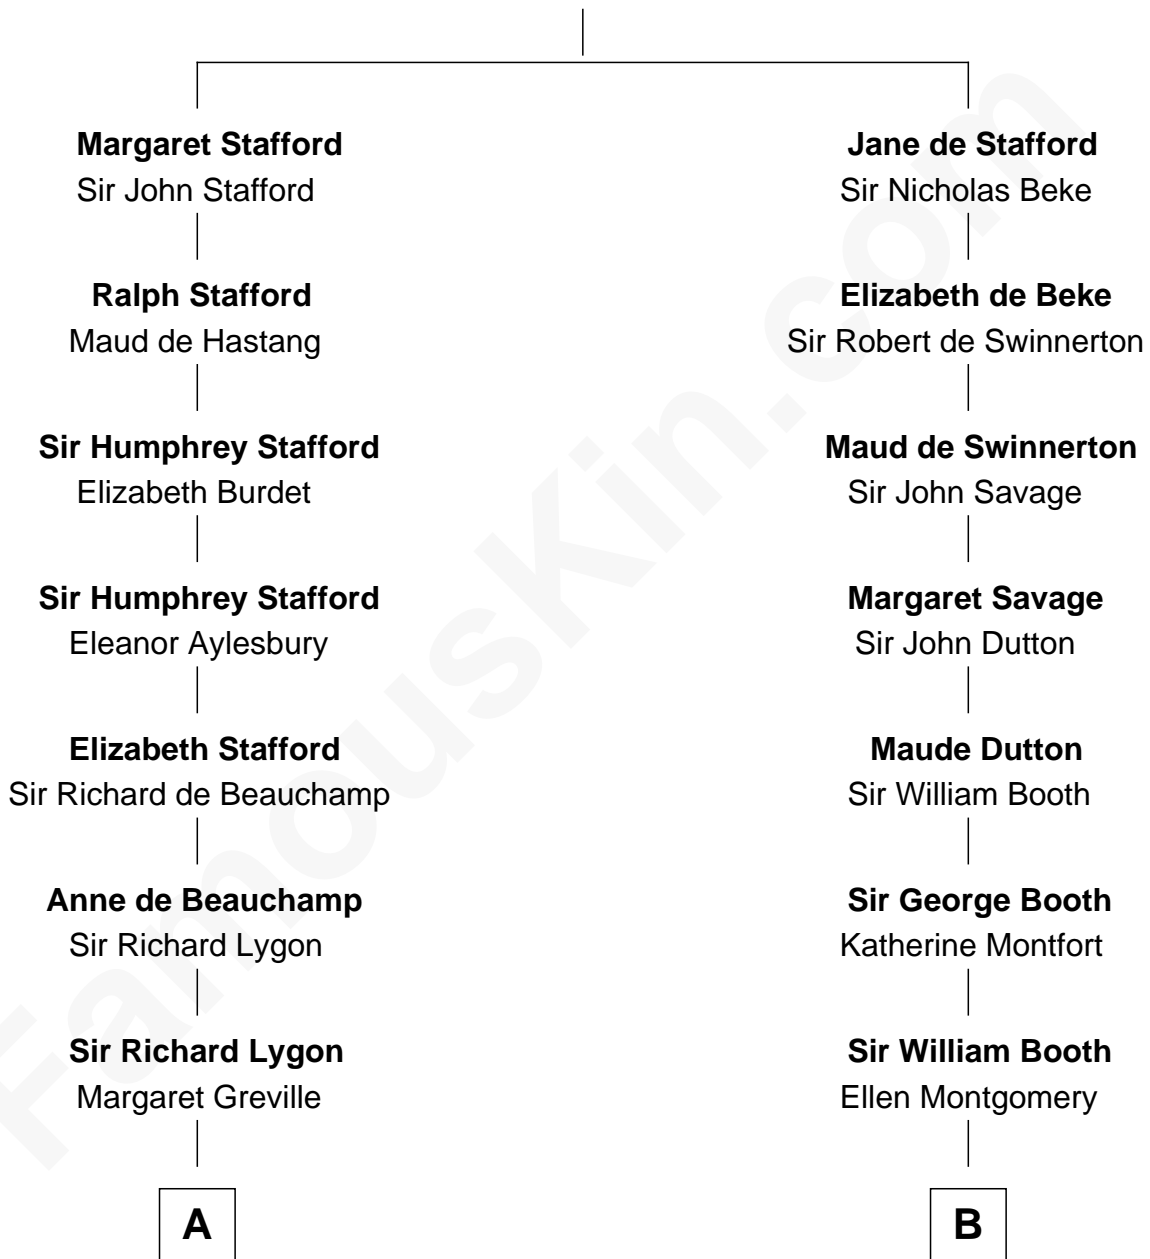 Margaret Stafford
Sir John Stafford
Ralph Stafford
Maud de Hastang
Sir Humphrey Stafford
Elizabeth Burdet
Sir Humphrey Stafford
Eleanor Aylesbury
Elizabeth Stafford
Sir Richard de Beauchamp
Anne de Beauchamp
Sir Richard Lygon
Sir Richard Lygon
Margaret Greville
A
Jane de Stafford
Sir Nicholas Beke
Elizabeth de Beke
Sir Robert de Swinnerton
Maud de Swinnerton
Sir John Savage
Margaret Savage
Sir John Dutton
Maude Dutton
Sir William Booth
Sir George Booth
Katherine Montfort
Sir William Booth
Ellen Montgomery
B
FamousKin.com